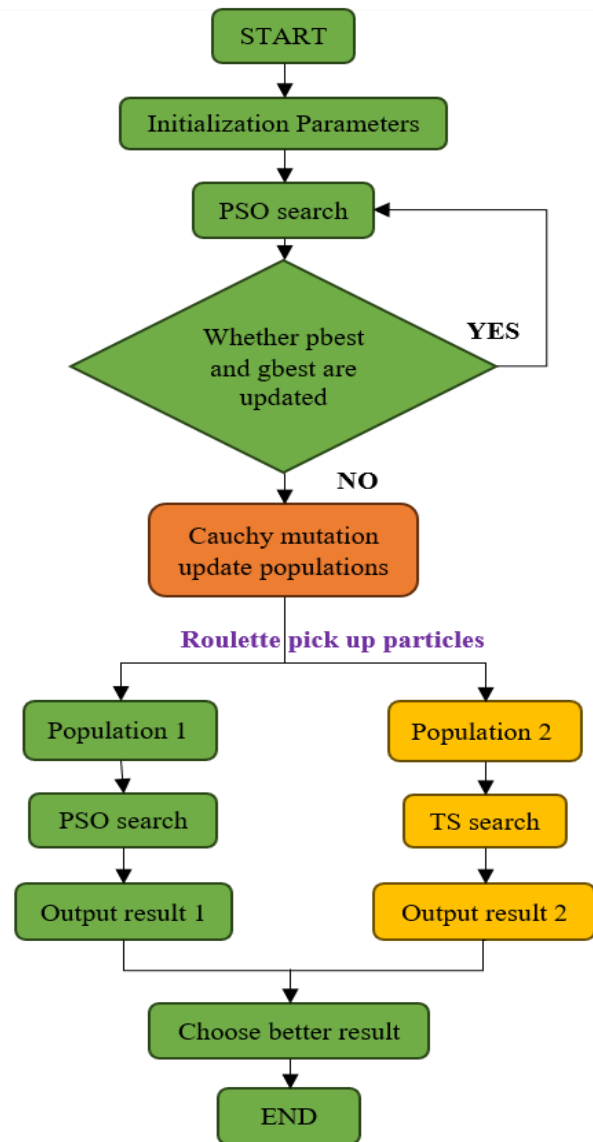 START
Initialization Parameters
PSO search
Whether pbest
and gbest are
updated
YES
NO
Cauchy mutation
update populations
Roulette pick up particles
Population 1
Population 2
PSO search
TS search
Output result 1
Output result 2
Choose better result
END